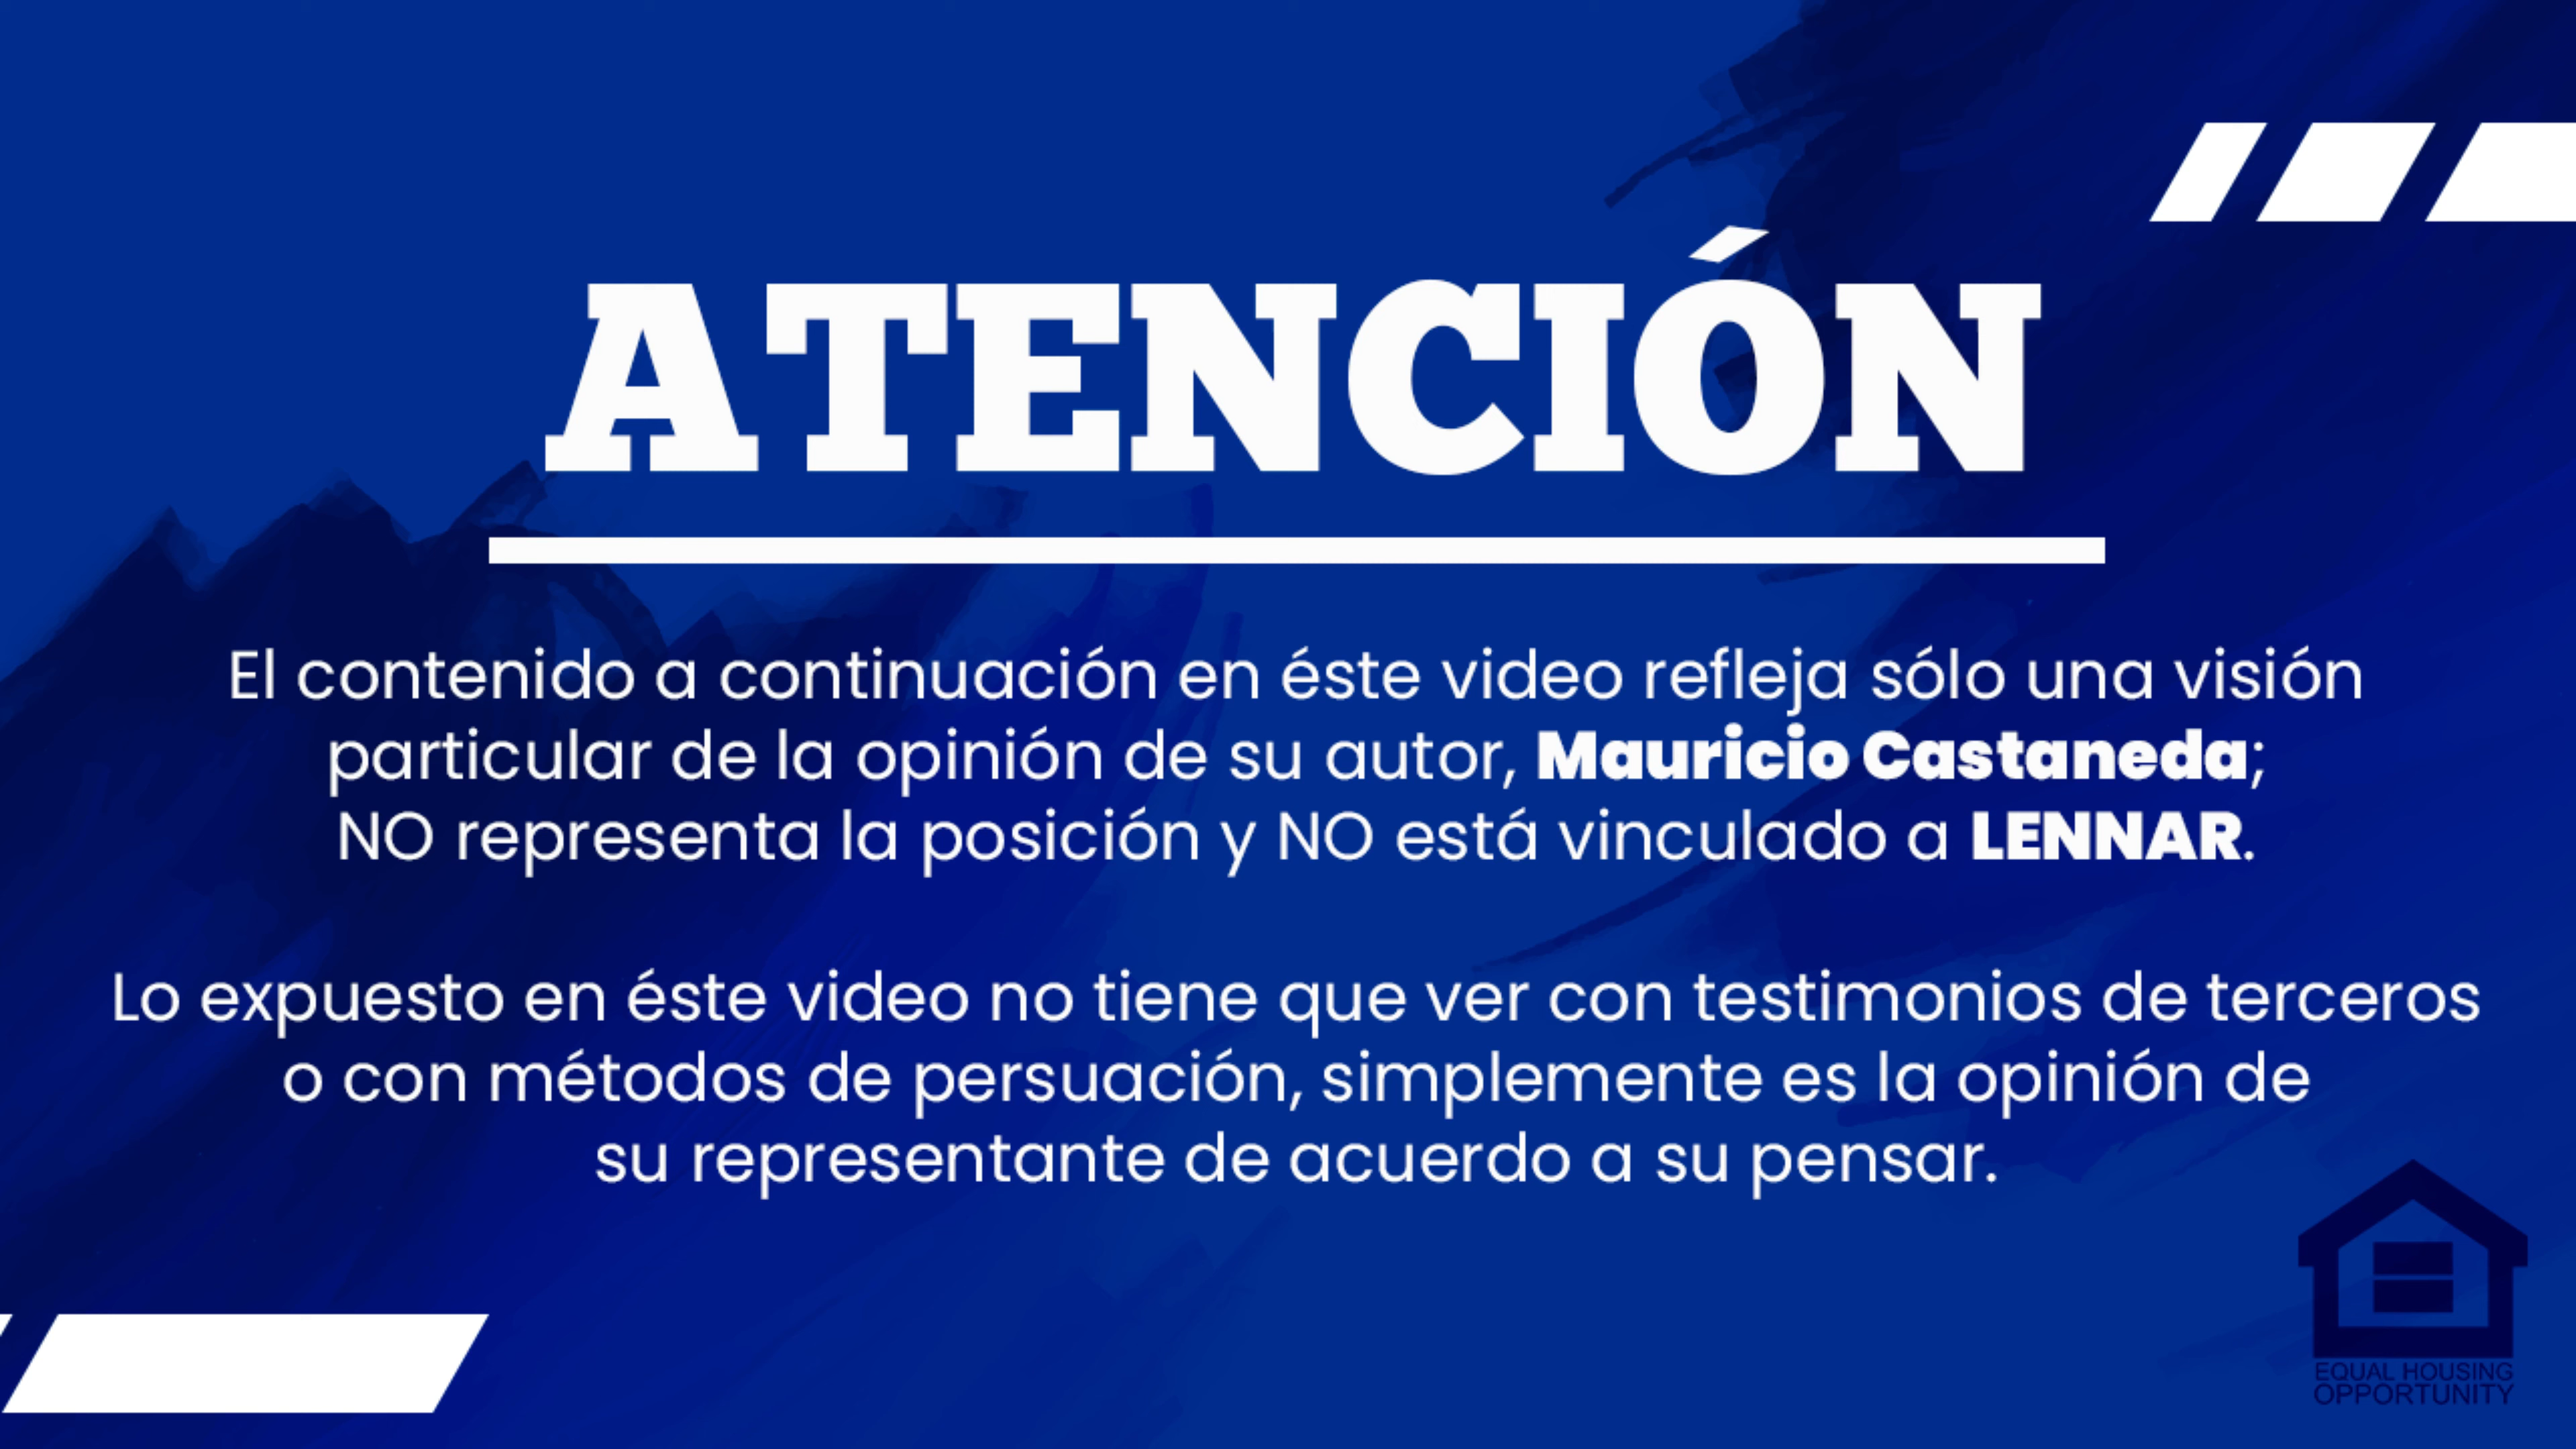 ATENCIÓN
El contenido a continuación en éste video refleja sólo una visión
particular de la opinión de su autor, Mauricio Castaneda;
NO representa la posición y NO está vinculado a LENNAR.
Lo expuesto en éste video no tiene que ver con testimonios de terceros
o con métodos de persuación, simplemente es la opinión de
su representante de acuerdo a su pensar.
EQUAL HOUSING
OPPORTUNITY